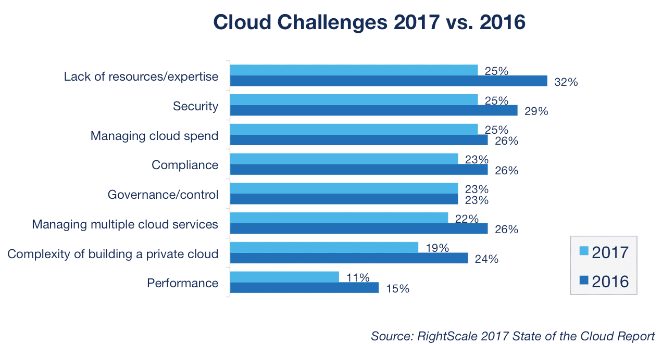 Cloud Challenges 2017 vs. 2016
Lack of resources/expertise
25%
32%
Security
25%
29%
Managing cloud spend
25%
26%
Compliance
23%
26%
Governance/control
23%
23%
Managing multiple cloud services
22%
26%
Complexity of building a private cloud
19%
24%
Performance
11%
15%
2017
2016
Source: RightScale 2017 State of the Cloud Report